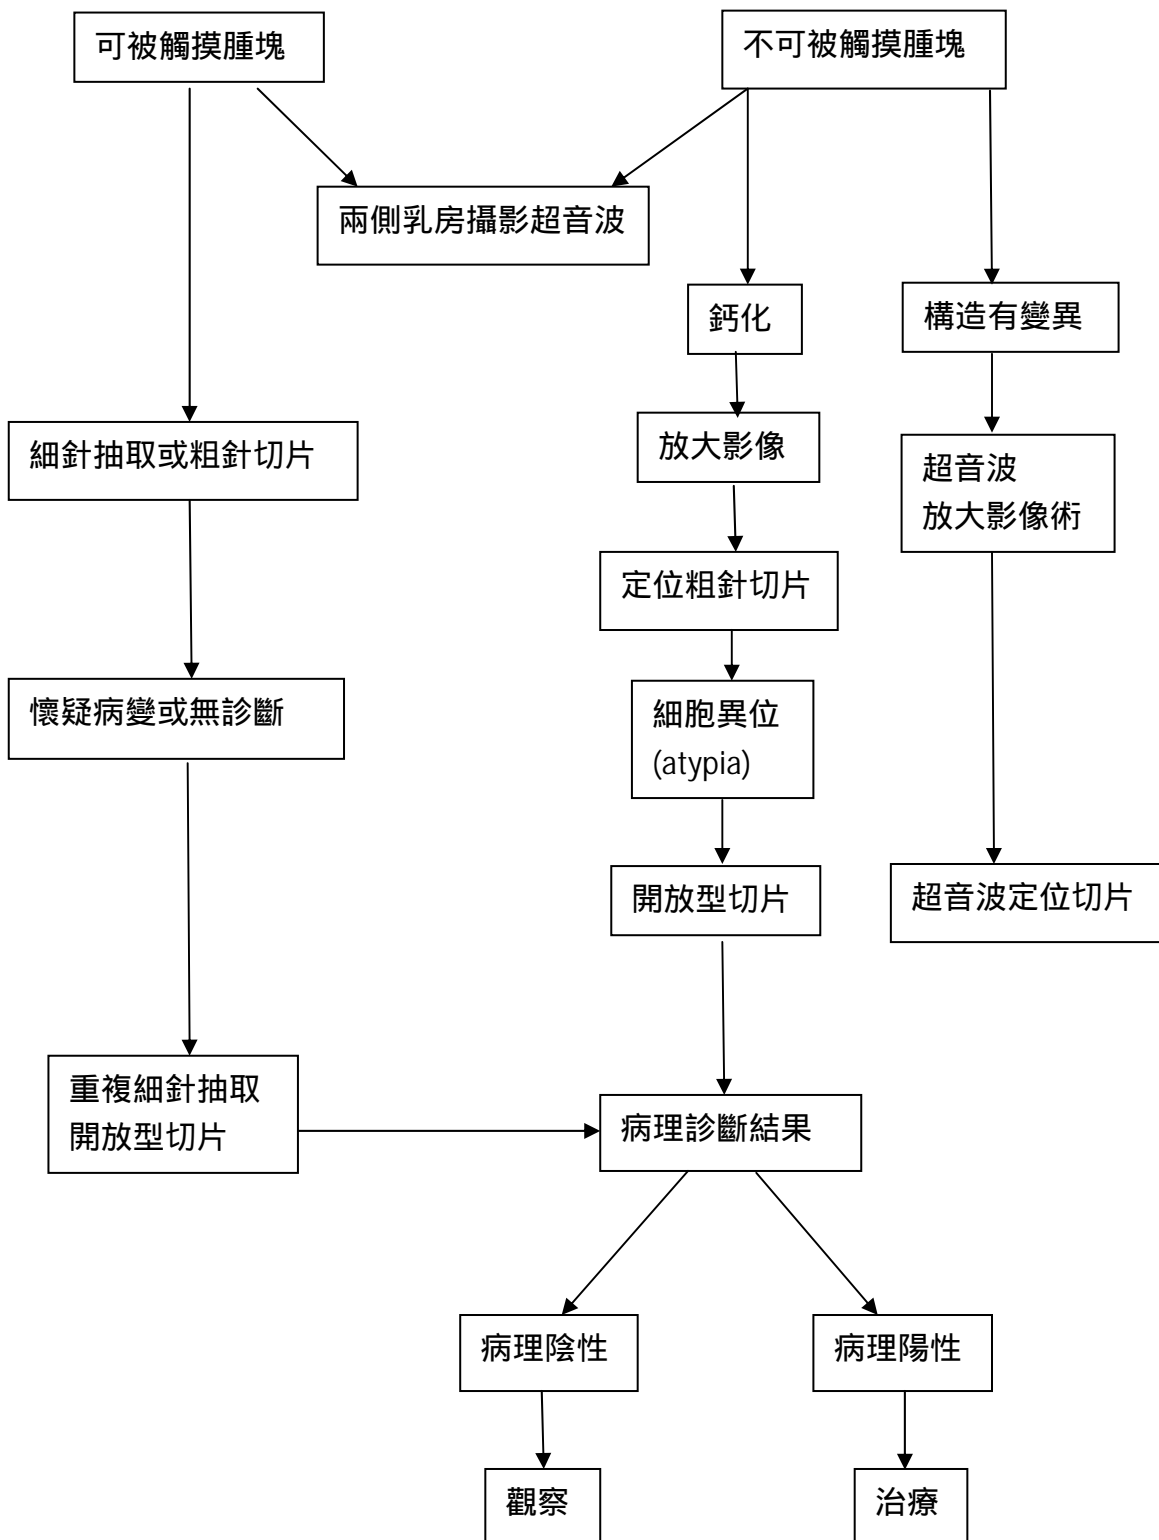 可被觸摸腫塊
不可被觸摸腫塊
兩側乳房攝影超音波
鈣化
構造有變異
細針抽取或粗針切片
放大影像
超音波
放大影像術
定位粗針切片
懷疑病變或無診斷
細胞異位
(atypia)
開放型切片
超音波定位切片
重複細針抽取
開放型切片
病理診斷結果
病理陰性
病理陽性
觀察
治療